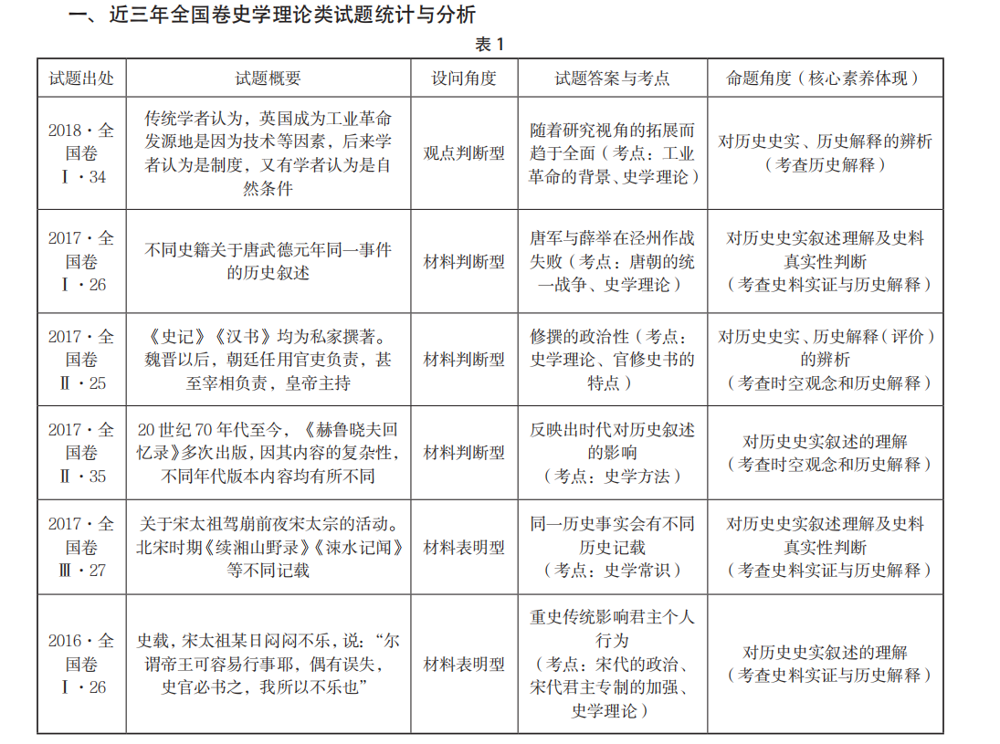 一、近三年全国卷史学理论类试题统计与分析
表 1
试题出处
试题概要
设问角度
试题答案与考点
命题角度（核心素养体现）
2018·全
国卷
Ⅰ·34
传统学者认为，英国成为工业革命
发源地是因为技术等因素，后来学
者认为是制度，又有学者认为是自
然条件
观点判断型
随着研究视角的拓展而
趋于全面（考点：工业
革命的背景、史学理论）
对历史史实、历史解释的辨析
（考查历史解释）
2017·全
国卷
Ⅰ·26
不同史籍关于唐武德元年同一事件
的历史叙述
材料判断型
唐军与薛举在泾州作战
失败（考点：唐朝的统
一战争、史学理论）
对历史史实叙述理解及史料
真实性判断
（考查史料实证与历史解释）
2017·全
国卷
Ⅱ·25
《史记》《汉书》均为私家撰著。
魏晋以后，朝廷任用官吏负责，甚
至宰相负责，皇帝主持
材料判断型
修撰的政治性（考点：
史学理论、官修史书的
特点）
对历史史实、历史解释（评价）
的辨析
（考查时空观念和历史解释）
2017·全
国卷
Ⅱ·35
20 世纪 70 年代至今，《赫鲁晓夫回
忆录》多次出版，因其内容的复杂性，
不同年代版本内容均有所不同
材料判断型
反映出时代对历史叙述
的影响
（考点：史学方法）
对历史史实叙述的理解
（考查时空观念和历史解释）
2017·全
国卷
Ⅲ·27
关于宋太祖驾崩前夜宋太宗的活动。
北宋时期《续湘山野录》《涑水记闻》
等不同记载
材料表明型
同一历史事实会有不同
历史记载
（考点：史学常识）
对历史史实叙述理解及史料
真实性判断
（考查史料实证与历史解释）
2016·全
国卷
Ⅰ·26
史载，宋太祖某日闷闷不乐，说：“尔
谓帝王可容易行事耶，偶有误失，
史官必书之，我所以不乐也”
材料表明型
重史传统影响君主个人
行为
（考点：宋代的政治、
宋代君主专制的加强、
史学理论）
对历史史实叙述的理解
（考查史料实证与历史解释）